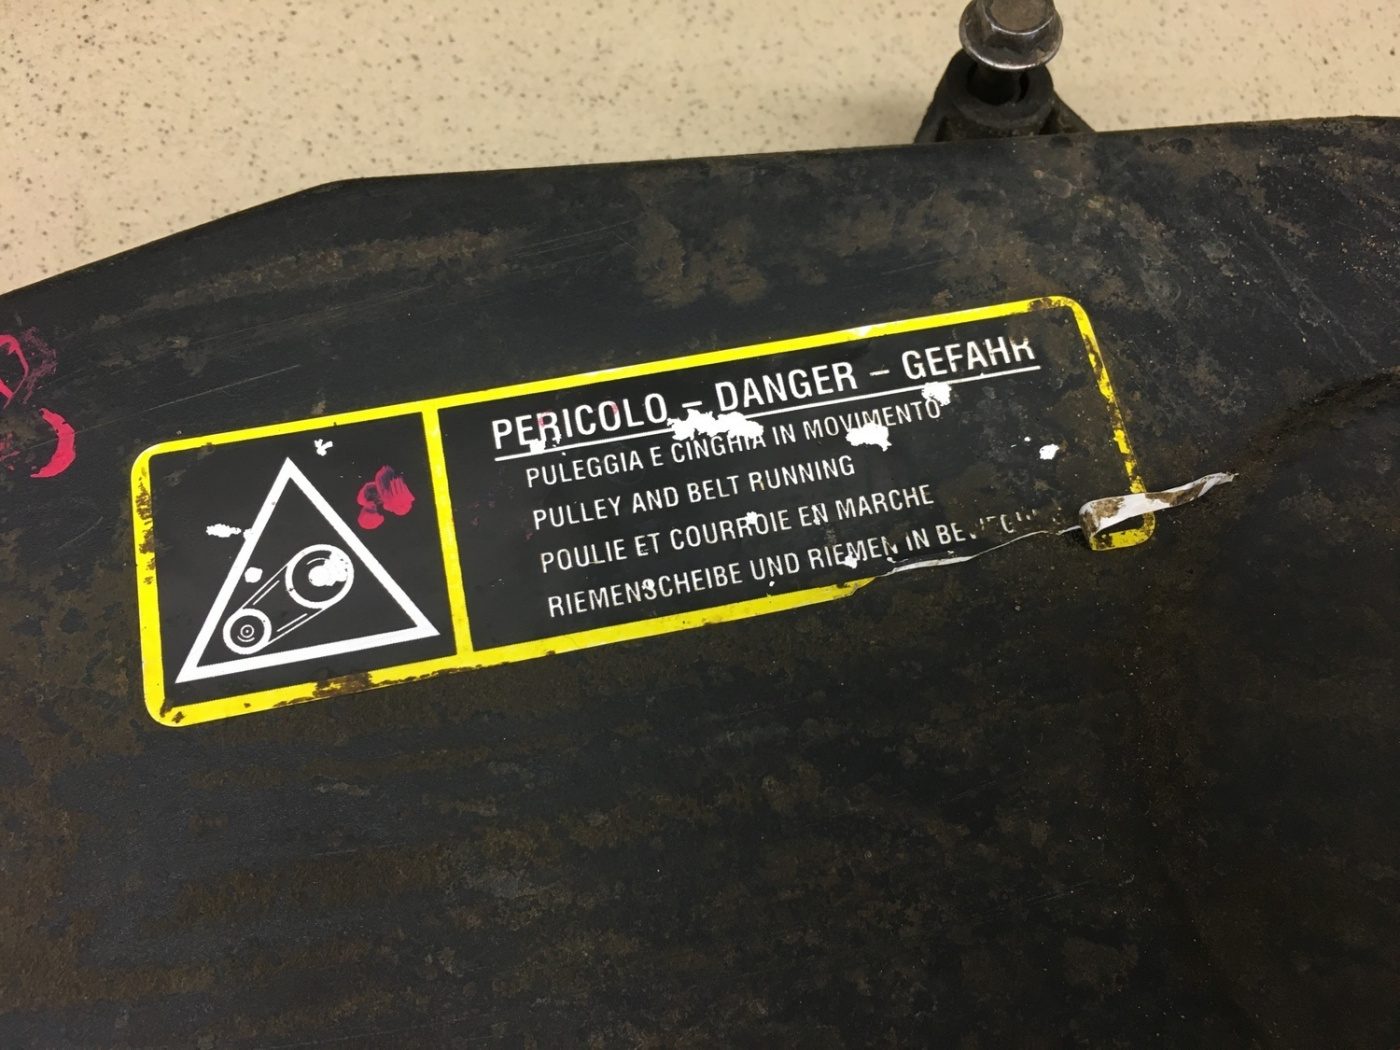 PERICOLO – DANGER – GEFAHR
PULEGGIA E CINGHIA IN MOVIMENTO
PULLEY AND BELT RUNNING
POULIE ET COURROIE EN MARCHE
RIEMENSCHEIBE UND RIEMEN IN